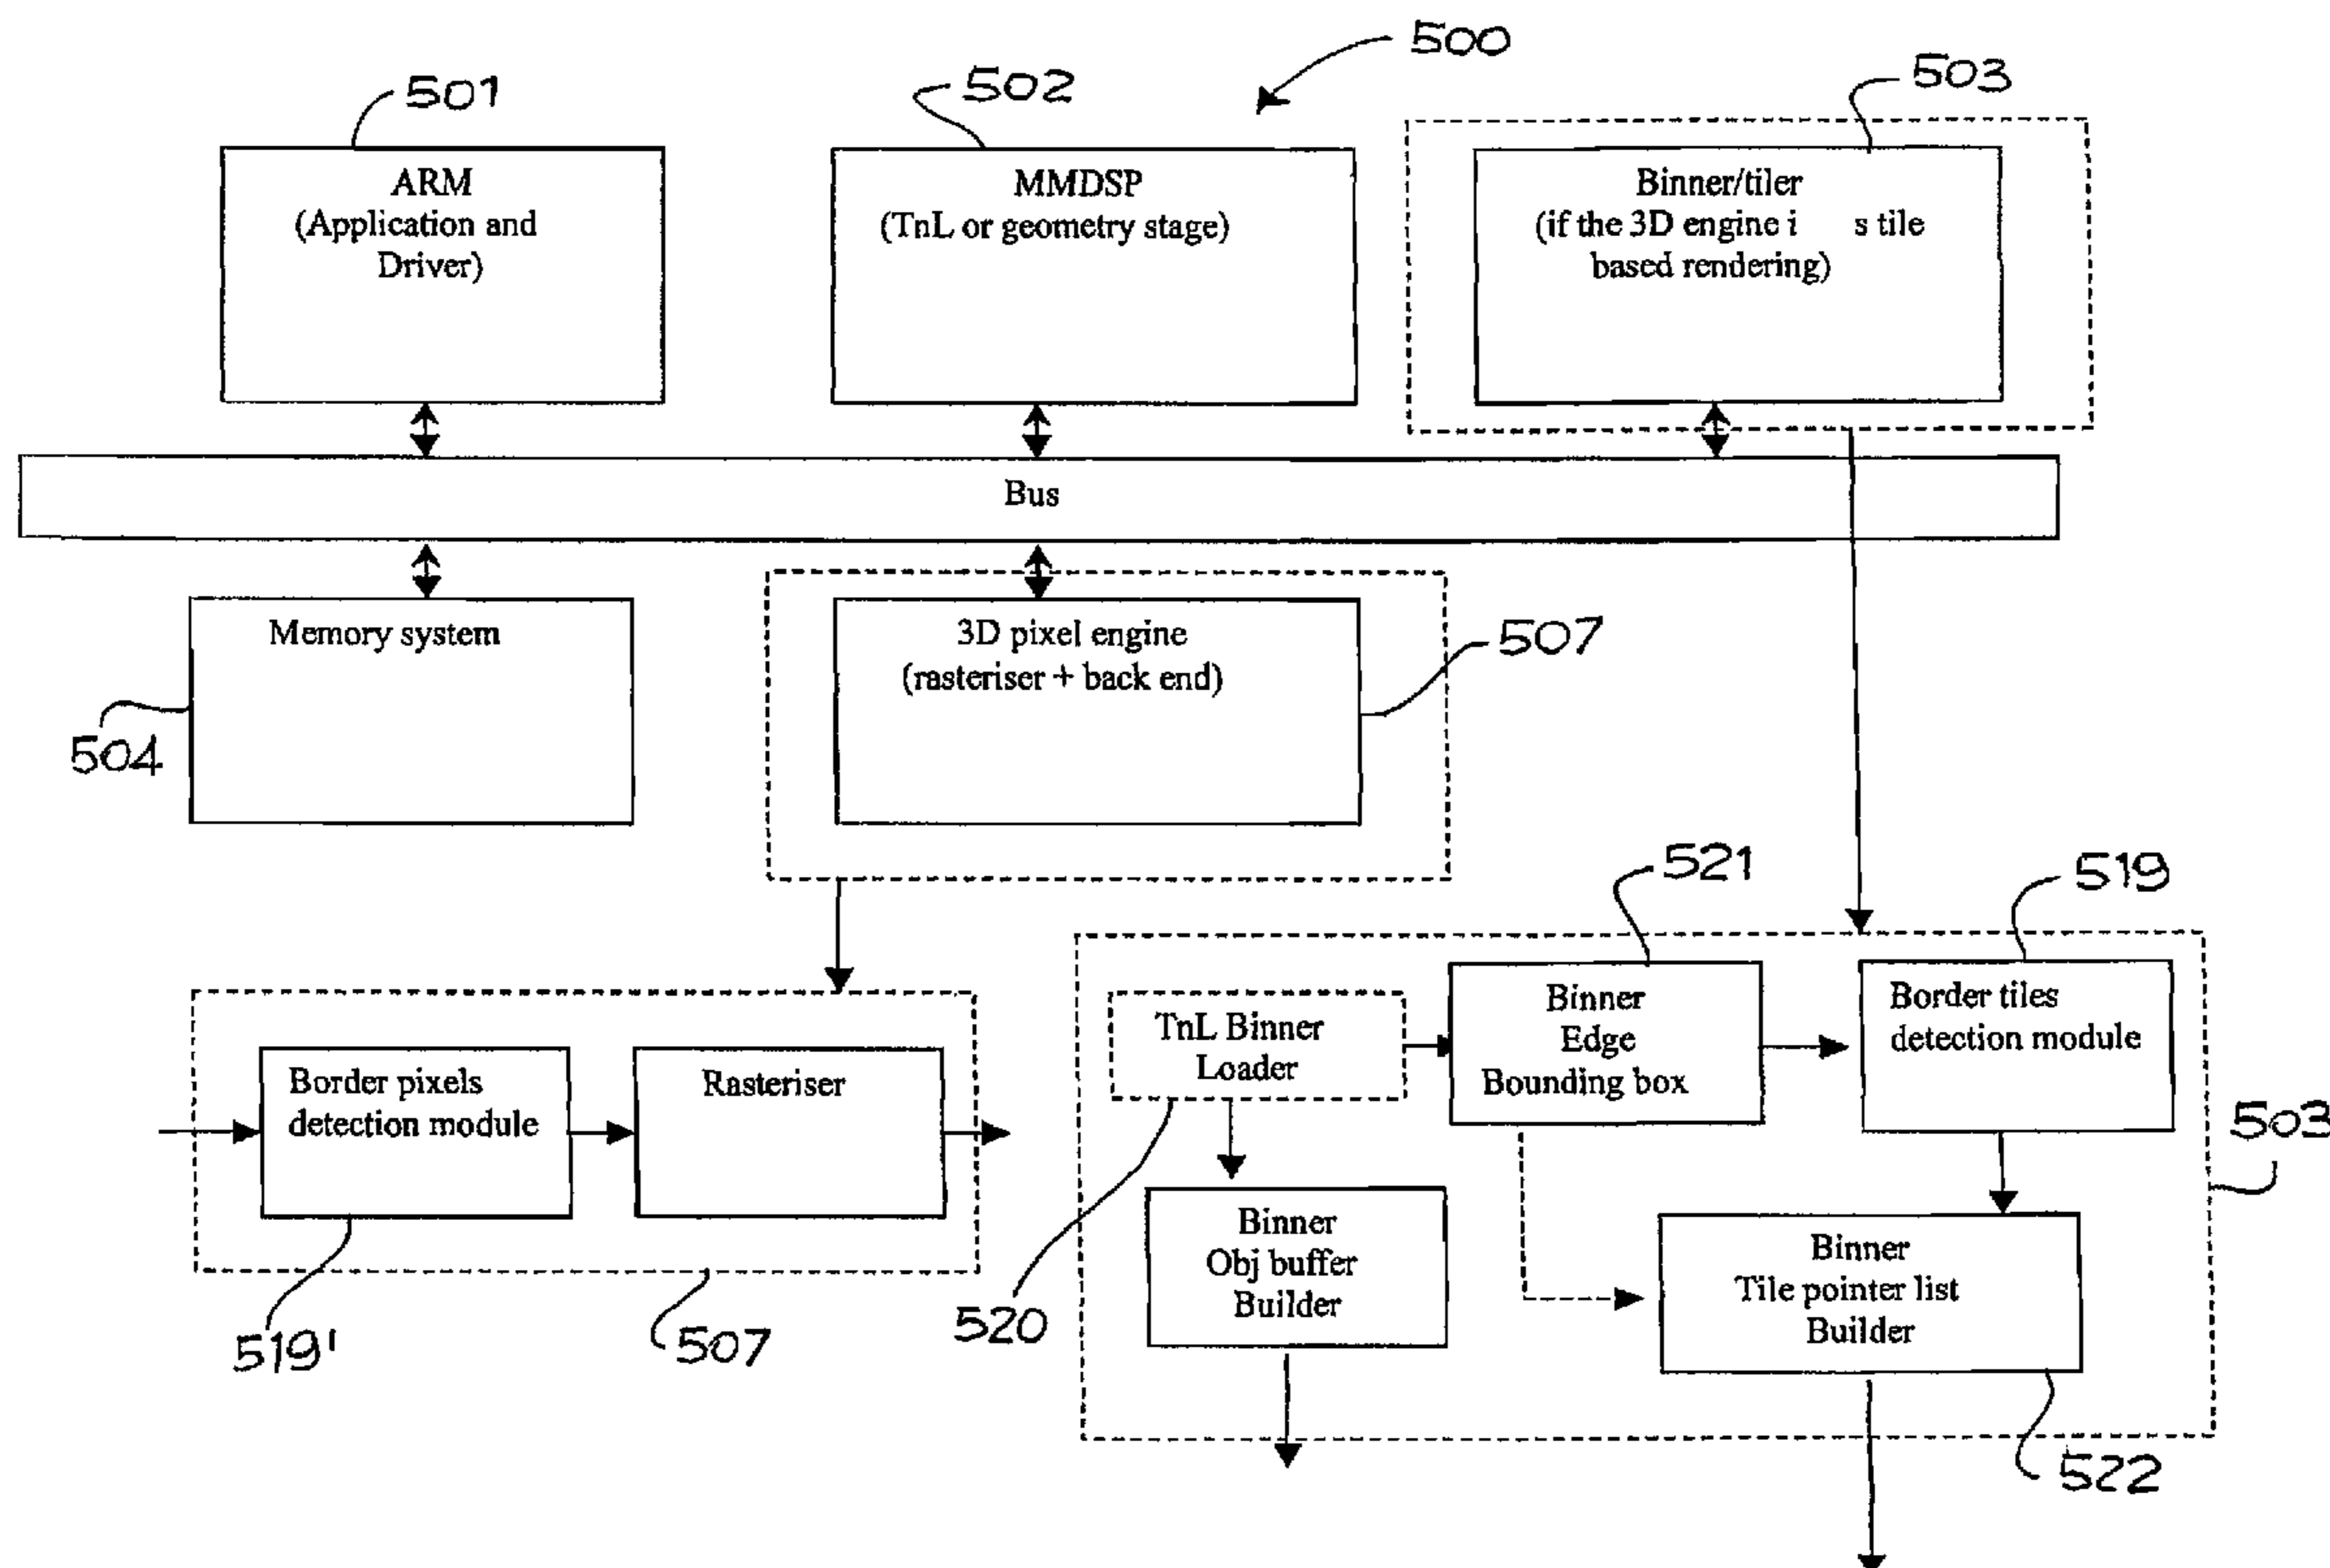 500
501
502
503
ARM
(Application and
Driver)
MMDSP
(TnL or geometry stage)
Binner/tiler
(if the 3D engine i s tile
based rendering)
Bus
Memory system
3D pixel engine
(rasteriser + back end)
507
504
521
519
TnL Binner
Loader
Binner
Edge
Bounding box
Border tiles
detection module
Border pixels
detection module
Rasteriser
503
Binner
Obj buffer
Builder
Binner
Tile pointer list
Builder
519'
507
520
522